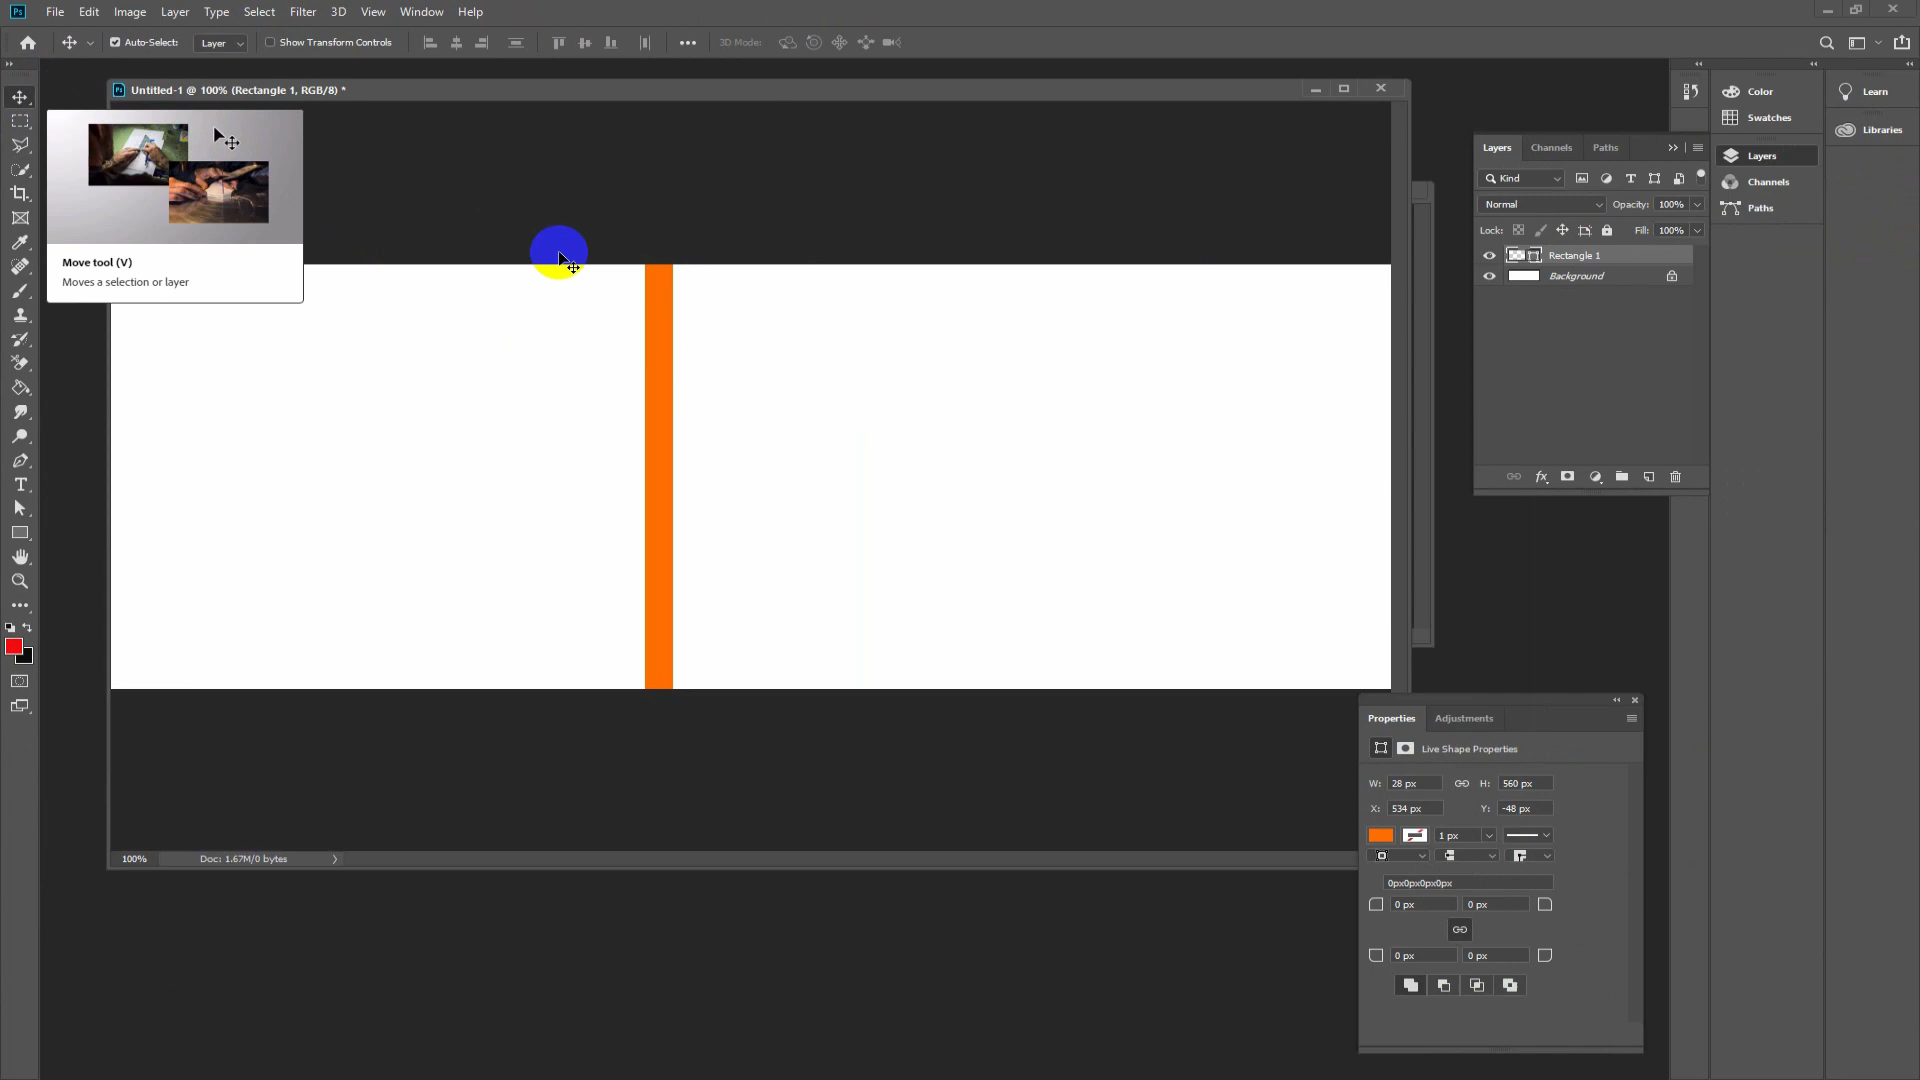 Ps File Edit Image Layer Type Select Filter 3D View Window Help
Auto-Select: Layer Show Transform Controls 3D Mode:
Ps Untitled-1 @ 100% (Rectangle 1, RGB/8) *
Move tool (V)
Moves a selection or layer
100% Doc: 1.67M/0 bytes
Layers Channels Paths
Kind
Normal Opacity: 100%
Lock: Fill: 100%
Rectangle 1
Background
Color
Swatches
Layers
Channels
Paths
Learn
Libraries
Properties Adjustments
Live Shape Properties
W: 28 px H: 560 px
X: 534 px Y: -48 px
1 px
0px0px0px0px
0 px 0 px
0 px 0 px